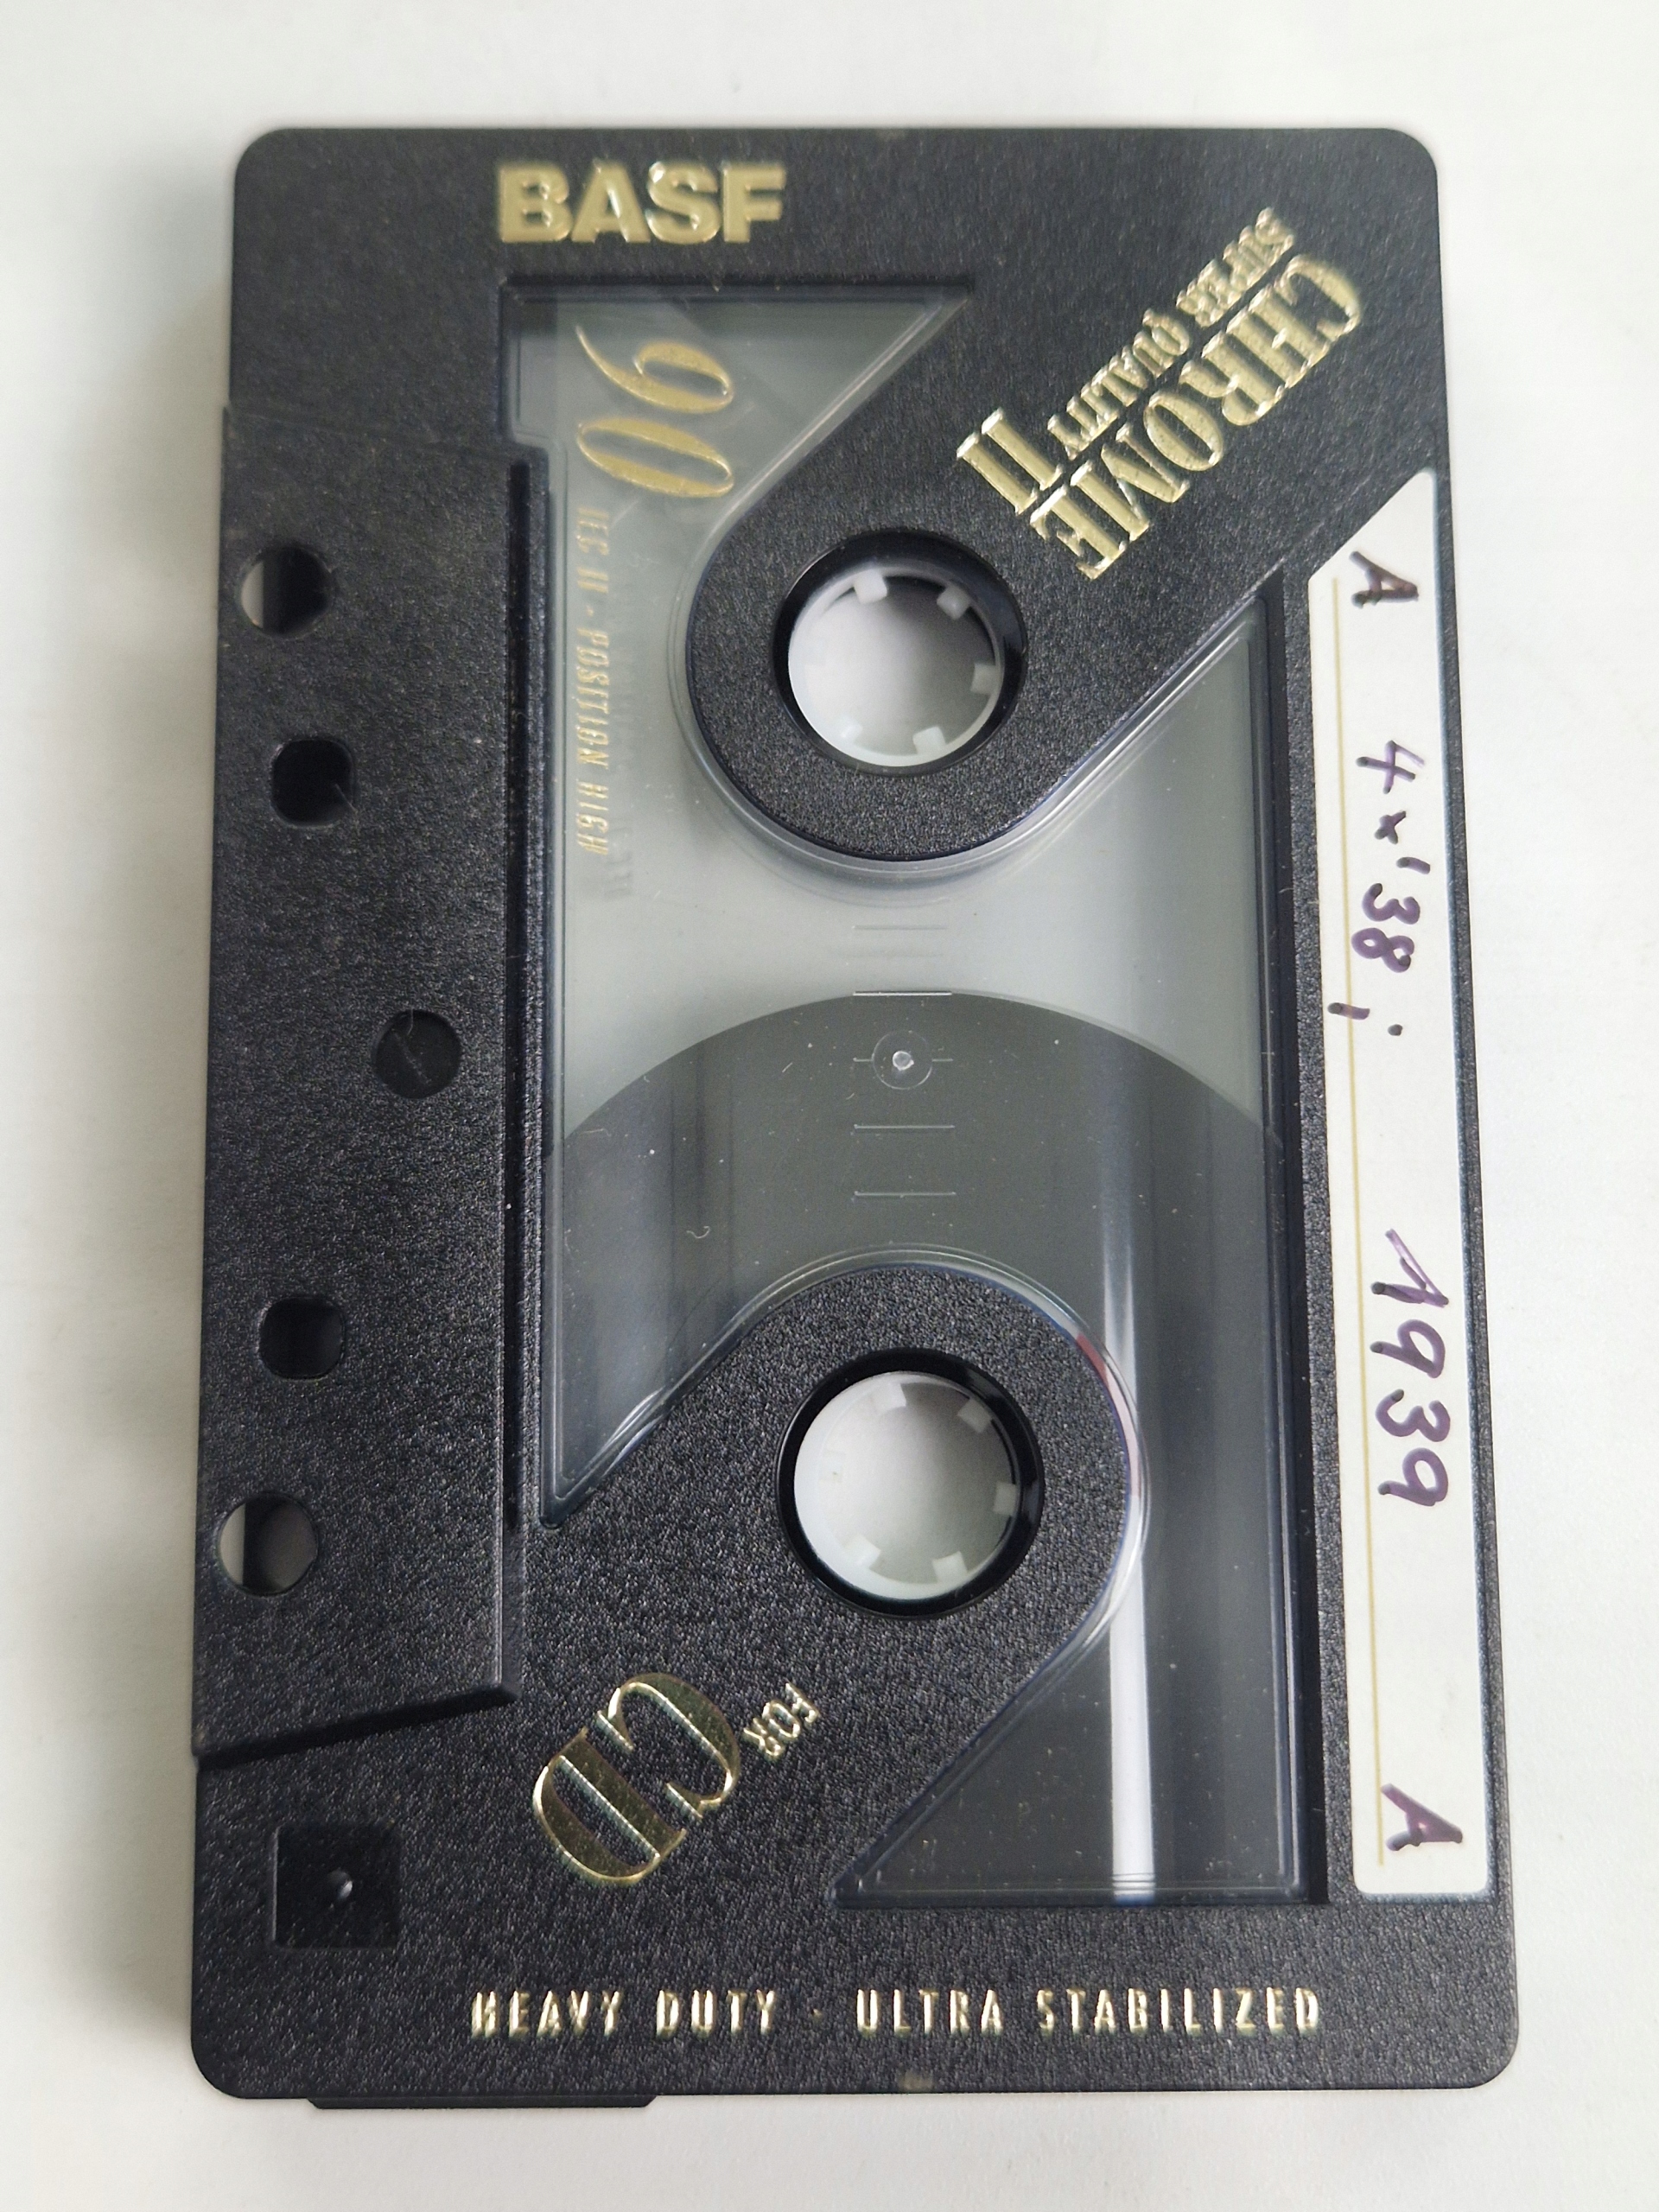 A 4x'38; 1939 A
BASF
SUPER QUALITY
CHROME II
90
IEC II · POSITION HIGH
FOR
CD
HEAVY DUTY · ULTRA STABILIZED